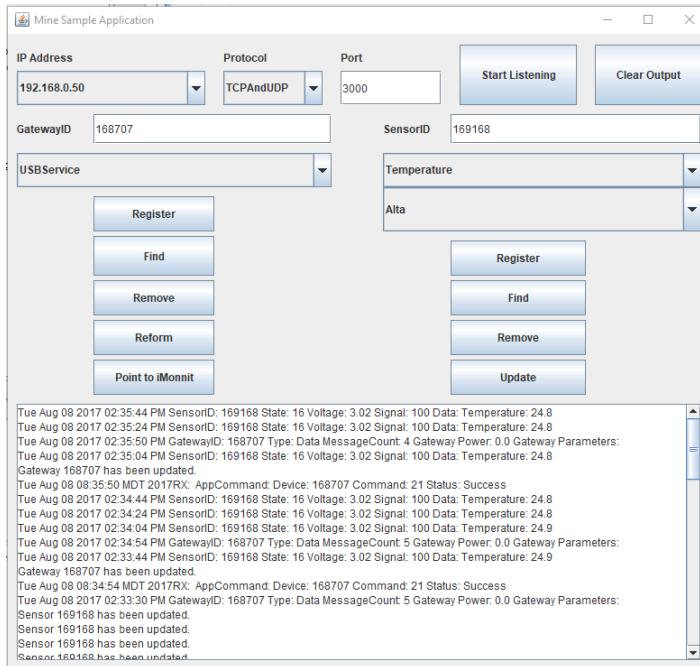 Mine Sample Application
IP Address Protocol Port
192.168.0.50 TCPAndUDP 3000 Start Listening Clear Output
GatewayID 168707 SensorID 169168
USBService Temperature
Alta
Register
Find Register
Remove Find
Reform Remove
Point to iMonnit Update
Tue Aug 08 2017 02:35:44 PM SensorID: 169168 State: 16 Voltage: 3.02 Signal: 100 Data: Temperature: 24.8
Tue Aug 08 2017 02:35:24 PM SensorID: 169168 State: 16 Voltage: 3.02 Signal: 100 Data: Temperature: 24.8
Tue Aug 08 2017 02:35:50 PM GatewayID: 168707 Type: Data MessageCount: 4 Gateway Power: 0.0 Gateway Parameters:
Tue Aug 08 2017 02:35:04 PM SensorID: 169168 State: 16 Voltage: 3.02 Signal: 100 Data: Temperature: 24.8
Gateway 168707 has been updated.
Tue Aug 08 08:35:50 MDT 2017RX: AppCommand: Device: 168707 Command: 21 Status: Success
Tue Aug 08 2017 02:34:44 PM SensorID: 169168 State: 16 Voltage: 3.02 Signal: 100 Data: Temperature: 24.8
Tue Aug 08 2017 02:34:24 PM SensorID: 169168 State: 16 Voltage: 3.02 Signal: 100 Data: Temperature: 24.8
Tue Aug 08 2017 02:34:04 PM SensorID: 169168 State: 16 Voltage: 3.02 Signal: 100 Data: Temperature: 24.9
Tue Aug 08 2017 02:34:54 PM GatewayID: 168707 Type: Data MessageCount: 5 Gateway Power: 0.0 Gateway Parameters:
Tue Aug 08 2017 02:33:44 PM SensorID: 169168 State: 16 Voltage: 3.02 Signal: 100 Data: Temperature: 24.9
Gateway 168707 has been updated.
Tue Aug 08 08:34:54 MDT 2017RX: AppCommand: Device: 168707 Command: 21 Status: Success
Tue Aug 08 2017 02:33:30 PM GatewayID: 168707 Type: Data MessageCount: 5 Gateway Power: 0.0 Gateway Parameters:
Sensor 169168 has been updated.
Sensor 169168 has been updated.
Sensor 169168 has been updated.
Sensor 169168 has been updated.